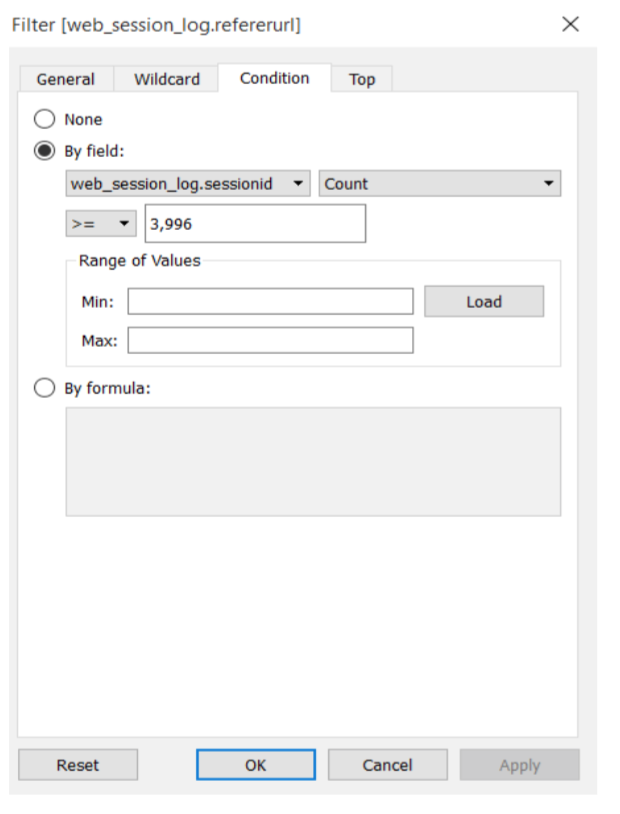 Filter [web_session_log.refererurl]
General Wildcard Condition Top
None
By field:
web_session_log.sessionid Count
>= 3,996
Range of Values
Min: Load
Max:
By formula:
Reset OK Cancel Apply